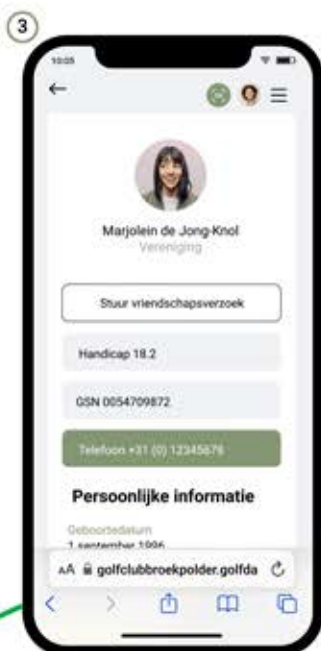 3
10:05
Marjolein de Jong-Knol
Vereniging
Stuur vriendschapsverzoek
Handicap 18.2
GSN 0054709872
Telefoon +31 (0) 12345678
Persoonlijke informatie
Geboortedatum
1 september 1996
AA golfclubbroekpolder.golfda